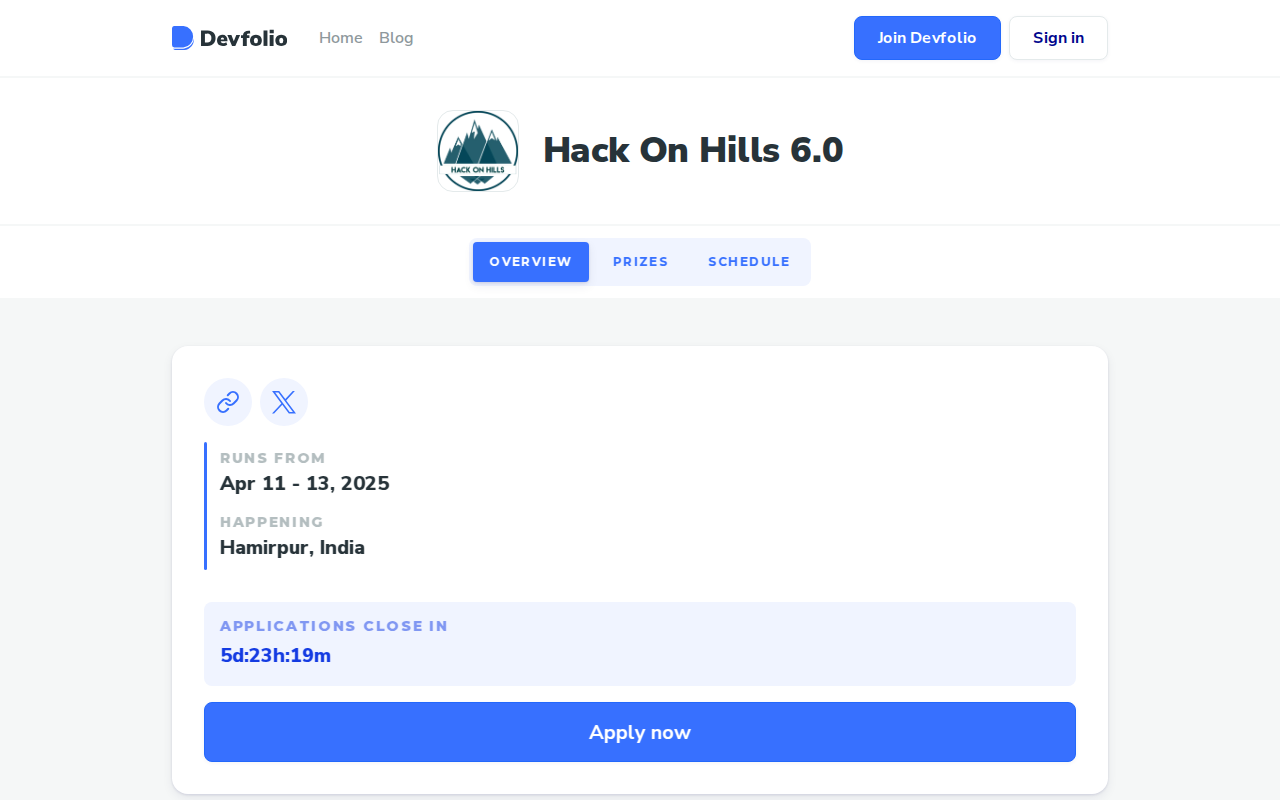 Devfolio
Home
Blog
Join Devfolio
Sign in
HACK ON HILLS
Hack On Hills 6.0
OVERVIEW
PRIZES
SCHEDULE
RUNS FROM
Apr 11 - 13, 2025
HAPPENING
Hamirpur, India
APPLICATIONS CLOSE IN
5d:23h:19m
Apply now